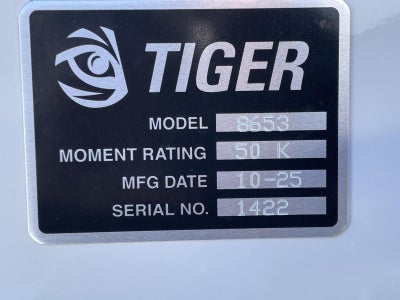 TIGER
MODEL 8653
MOMENT RATING 50 K
MFG DATE 10-25
SERIAL NO. 1422